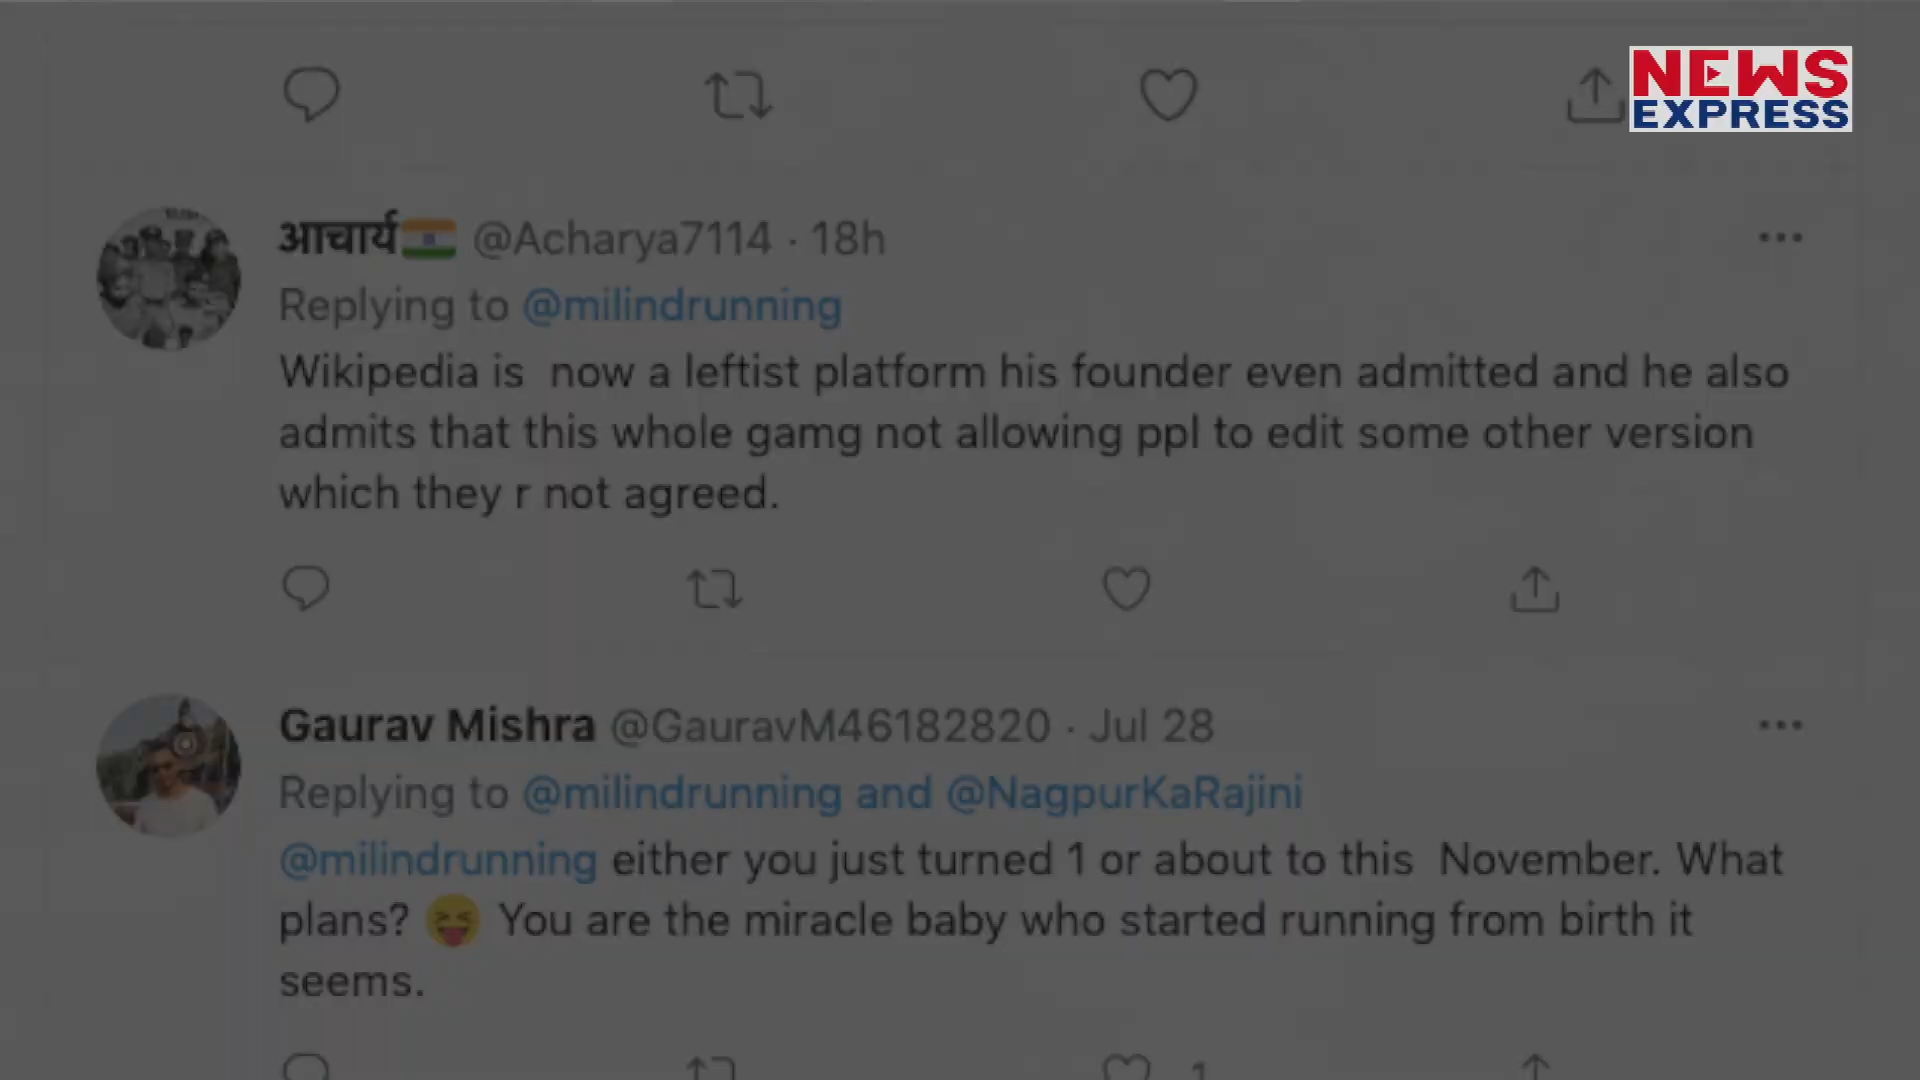 NEWS
EXPRESS
आचार्य @Acharya7114 · 18h
Replying to @milindrunning
Wikipedia is now a leftist platform his founder even admitted and he also
admits that this whole gamg not allowing ppl to edit some other version
which they r not agreed.
Gaurav Mishra @GauravM46182820 · Jul 28
Replying to @milindrunning and @NagpurKaRajini
@milindrunning either you just turned 1 or about to this November. What
plans? 😝 You are the miracle baby who started running from birth it
seems.
1